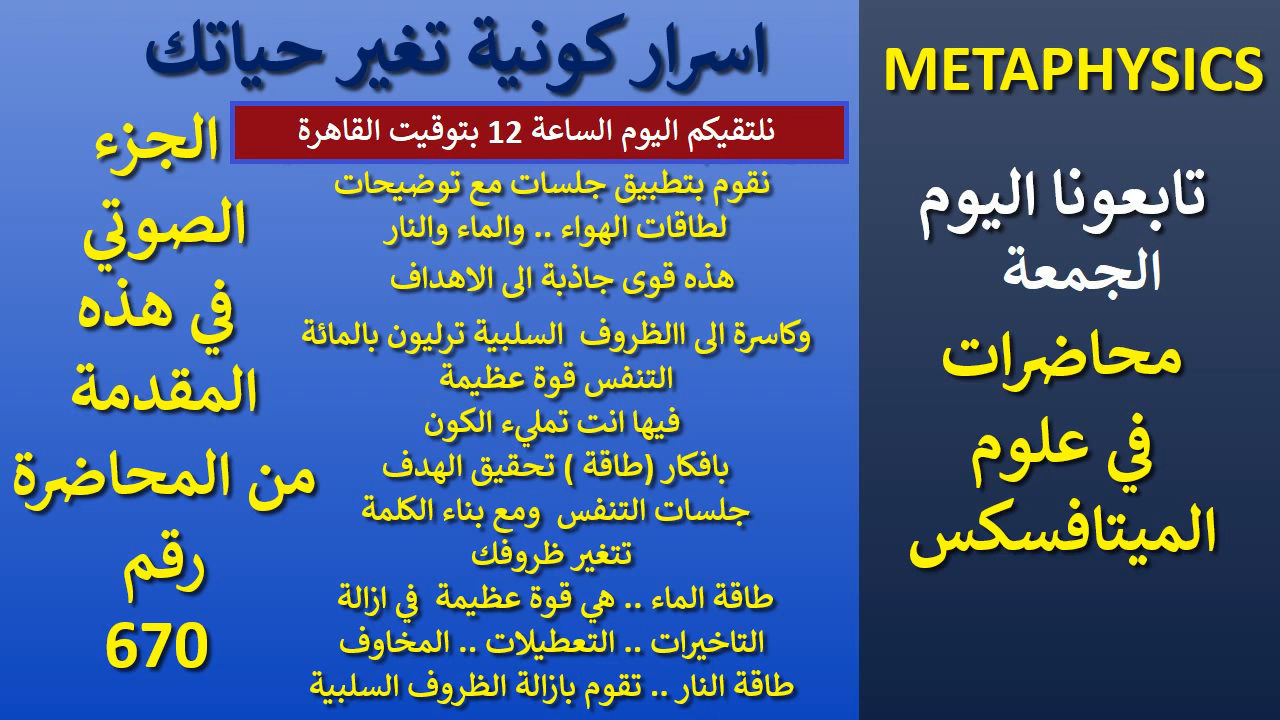 اسرار كونية تغير حياتك
نلتقيكم اليوم الساعة 12 بتوقيت القاهرة
نقوم بتطبيق جلسات مع توضيحات
لطاقات الهواء .. والماء والنار
هذه قوى جاذبة الى الاهداف
وكاسرة الى االظروف السلبية ترليون بالمائة
التنفس قوة عظيمة
فيها انت تمليء الكون
بافكار (طاقة ) تحقيق الهدف
جلسات التنفس ومع بناء الكلمة
تتغير ظروفك
طاقة الماء .. هي قوة عظيمة في ازالة
التاخيرات .. التعطيلات .. المخاوف
طاقة النار .. تقوم بازالة الظروف السلبية
الجزء
الصوتي
في هذه
المقدمة
من المحاضرة
رقم
670
METAPHYSICS
تابعونا اليوم
الجمعة
محاضرات
في علوم
الميتافسكس